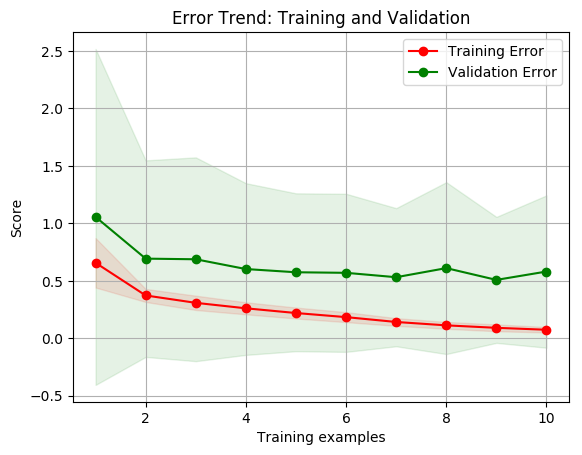 Error Trend: Training and Validation
Training Error
Validation Error
Score
2.5
2.0
1.5
1.0
0.5
0.0
−0.5
2 4 6 8 10
Training examples